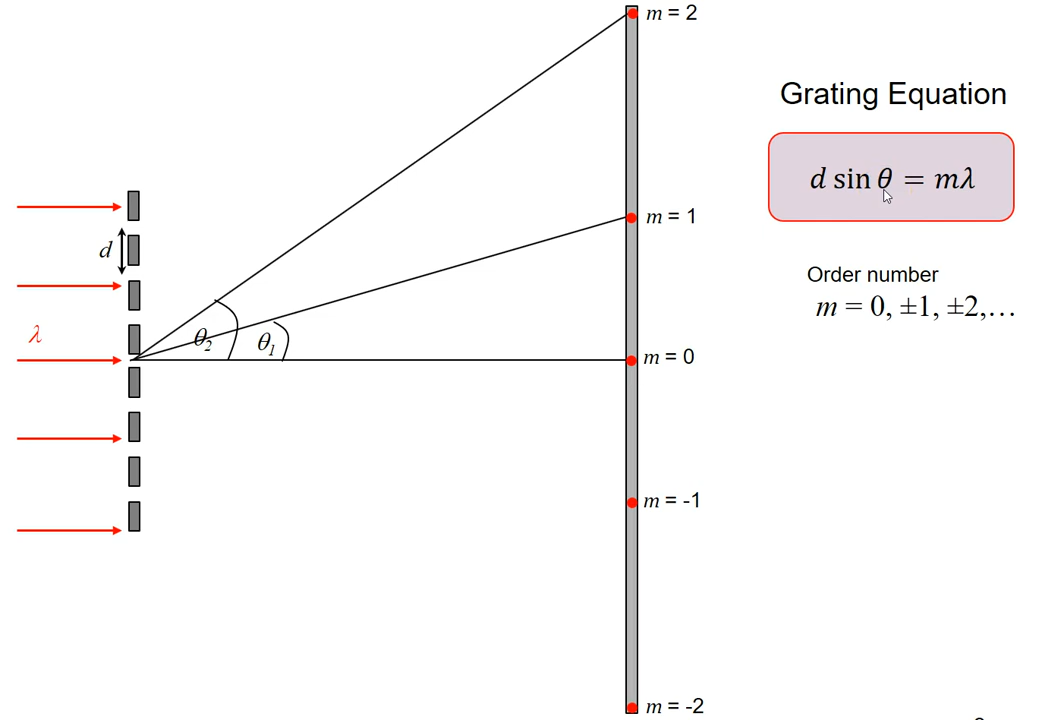 m = 2
Grating Equation
d sin θ = mλ
m = 1
d
Order number
m = 0, ±1, ±2,…
λ
θ₂
θ₁
m = 0
m = -1
m = -2